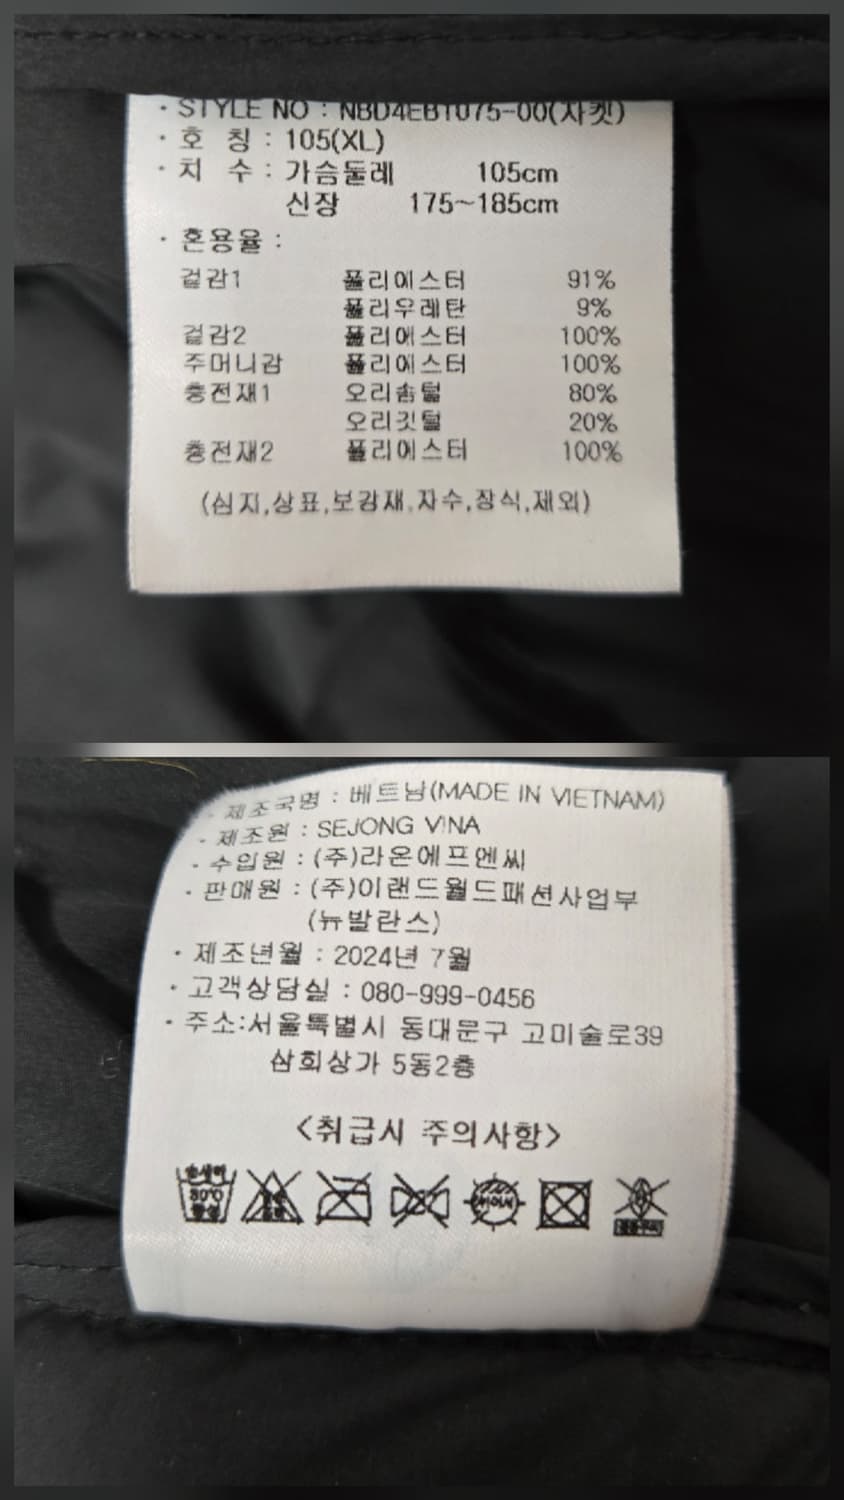 · STYLE NO : NBD4EB1075-00(자켓)
· 호 칭 : 105(XL)
· 치 수 : 가슴둘레 105cm
신장 175~185cm
· 혼용율 :
겉감1 폴리에스터 91%
폴리우레탄 9%
겉감2 폴리에스터 100%
주머니감 폴리에스터 100%
충전재1 오리솜털 80%
오리깃털 20%
충전재2 폴리에스터 100%
(심지,상표,보강재,자수,장식,제외)
· 제조국명 : 베트남(MADE IN VIETNAM)
· 제조원 : SEJONG VINA
· 수입원 : (주)라온에프엔씨
· 판매원 : (주)이랜드월드패션사업부
(뉴발란스)
· 제조년월 : 2024년 7월
· 고객상담실 : 080-999-0456
· 주소:서울특별시 동대문구 고미술로39
삼희상가 5동2층
<취급시 주의사항>
손세탁
30℃
중성